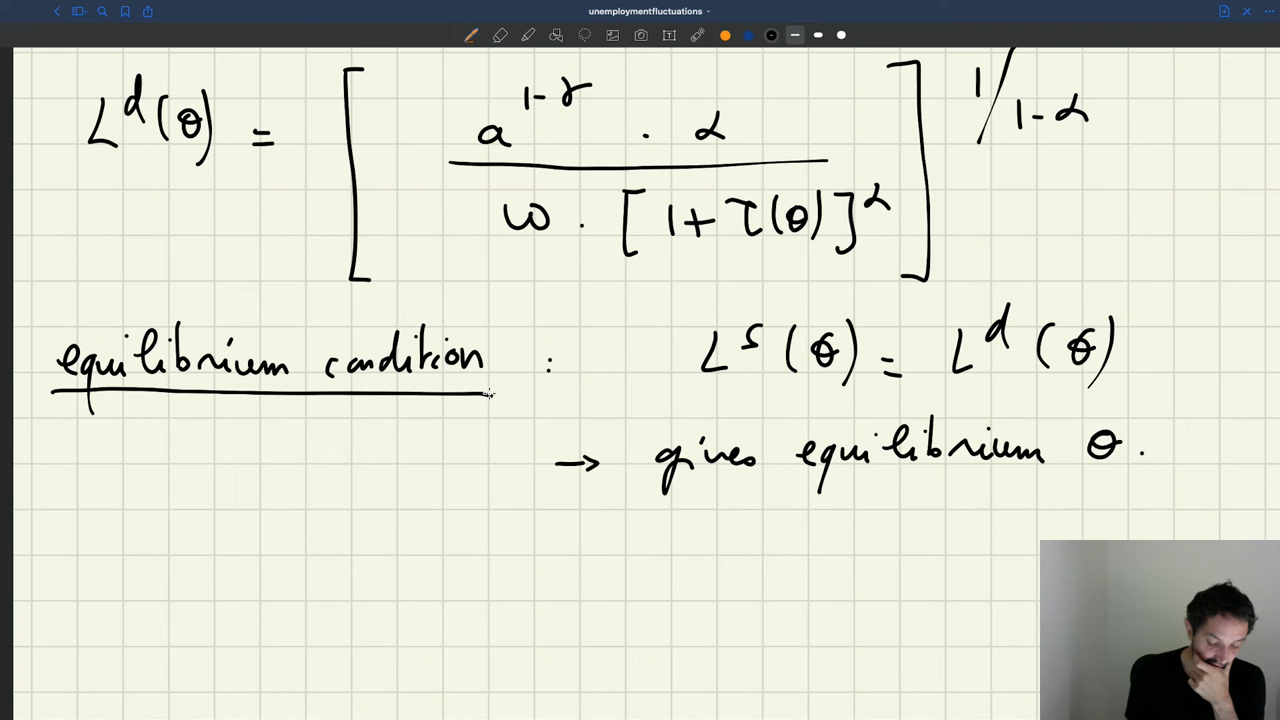 unemploymentfluctuations
L^d(θ) = [ a^{1-γ} · α / ω · [1+τ(θ)]^α ]^{1/1-α}
equilibrium condition : L^s(θ) = L^d(θ)
→ gives equilibrium θ.